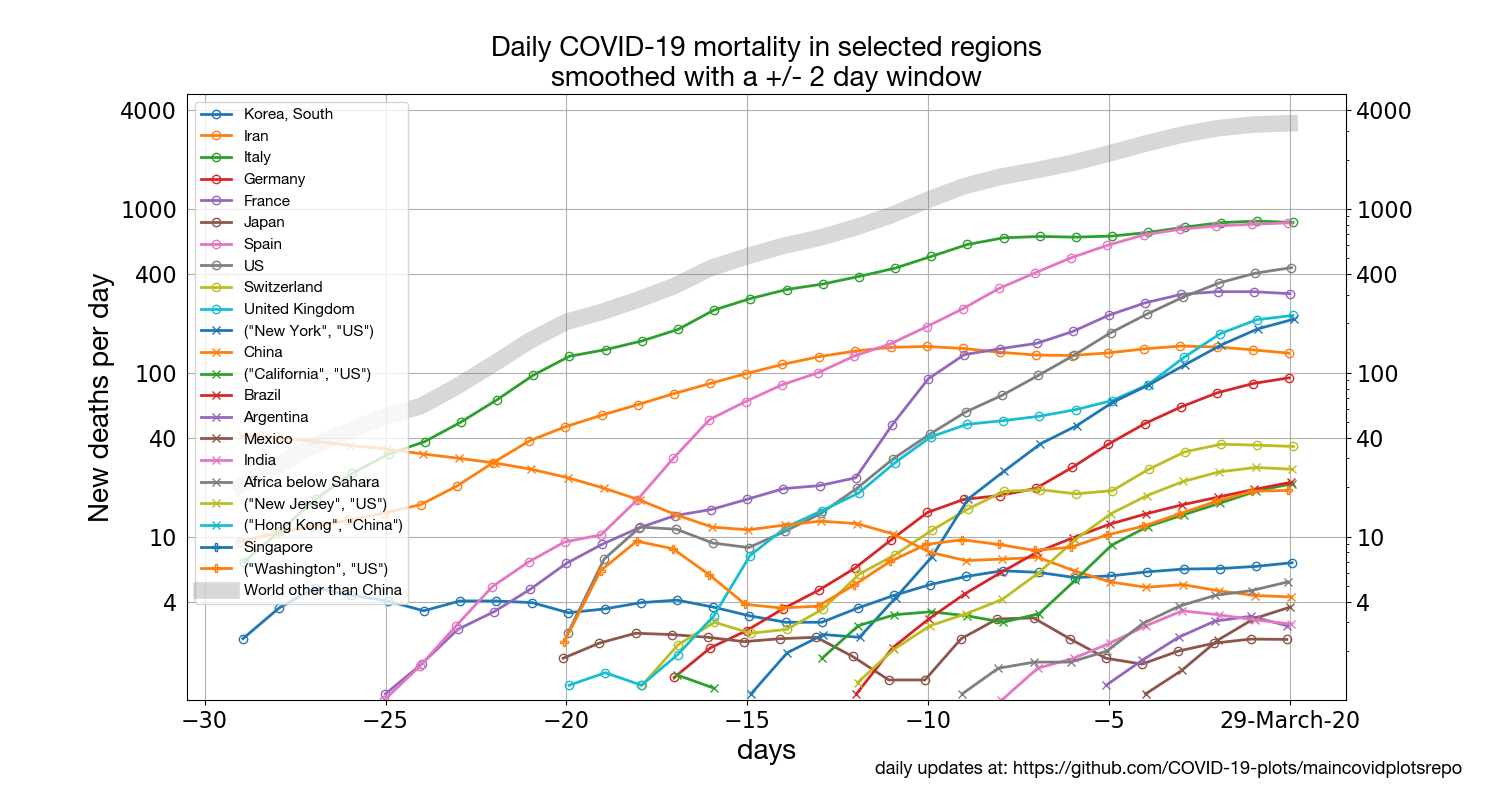 Daily COVID-19 mortality in selected regions
smoothed with a +/- 2 day window
New deaths per day
4000
1000
400
100
40
10
4
Korea, South
Iran
Italy
Germany
France
Japan
Spain
US
Switzerland
United Kingdom
("New York", "US")
China
("California", "US")
Brazil
Argentina
Mexico
India
Africa below Sahara
("New Jersey", "US")
("Hong Kong", "China")
Singapore
("Washington", "US")
World other than China
4000
1000
400
100
40
10
4
−30 −25 −20 −15 −10 −5 29-March-20
days
daily updates at: https://github.com/COVID-19-plots/maincovidplotsrepo